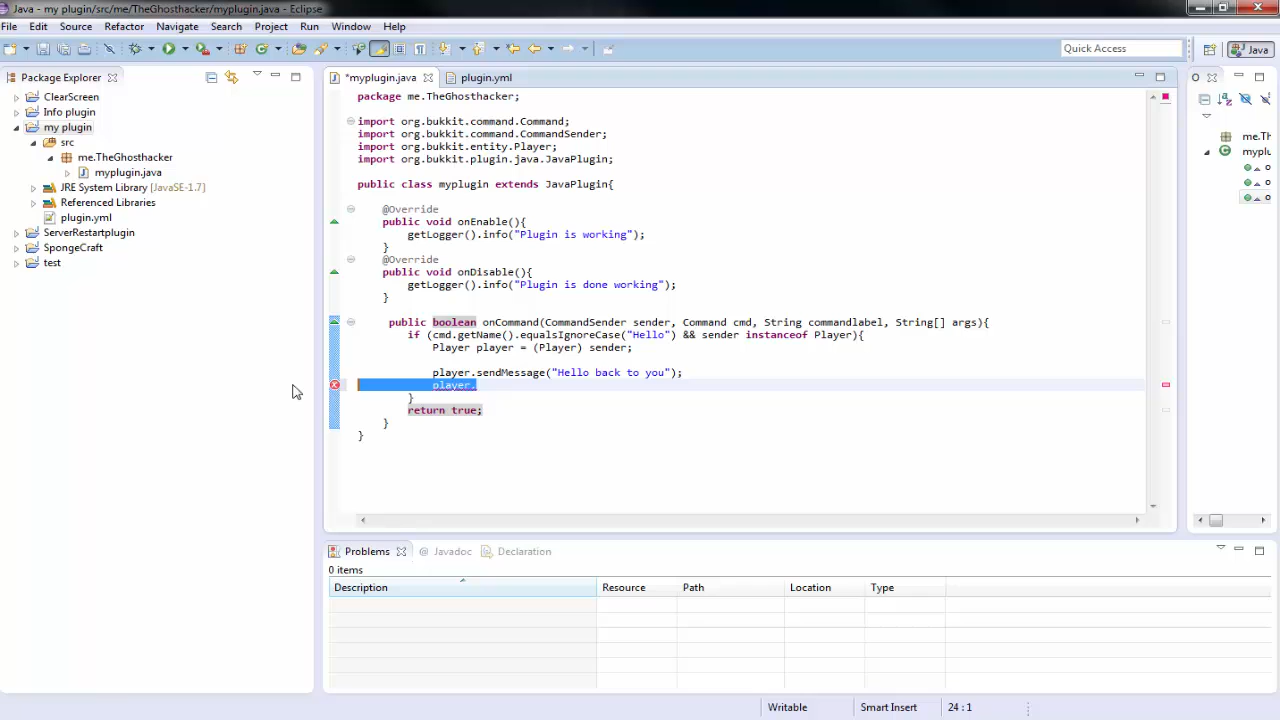 Java - my plugin/src/me/TheGhosthacker/myplugin.java - Eclipse
File Edit Source Refactor Navigate Search Project Run Window Help
Quick Access
Java
Package Explorer
ClearScreen
Info plugin
my plugin
src
me.TheGhosthacker
myplugin.java
JRE System Library [JavaSE-1.7]
Referenced Libraries
plugin.yml
ServerRestartplugin
SpongeCraft
test
*myplugin.java
plugin.yml
package me.TheGhosthacker;
import org.bukkit.command.Command;
import org.bukkit.command.CommandSender;
import org.bukkit.entity.Player;
import org.bukkit.plugin.java.JavaPlugin;
public class myplugin extends JavaPlugin{
@Override
public void onEnable(){
getLogger().info("Plugin is working");
}
@Override
public void onDisable(){
getLogger().info("Plugin is done working");
}
public boolean onCommand(CommandSender sender, Command cmd, String commandlabel, String[] args){
if (cmd.getName().equalsIgnoreCase("Hello") && sender instanceof Player){
Player player = (Player) sender;
player.sendMessage("Hello back to you");
player.
}
return true;
}
}
O
me.Th
myplu
o
o
o
Problems
@ Javadoc
Declaration
0 items
Description Resource Path Location Type
Writable Smart Insert 24 : 1